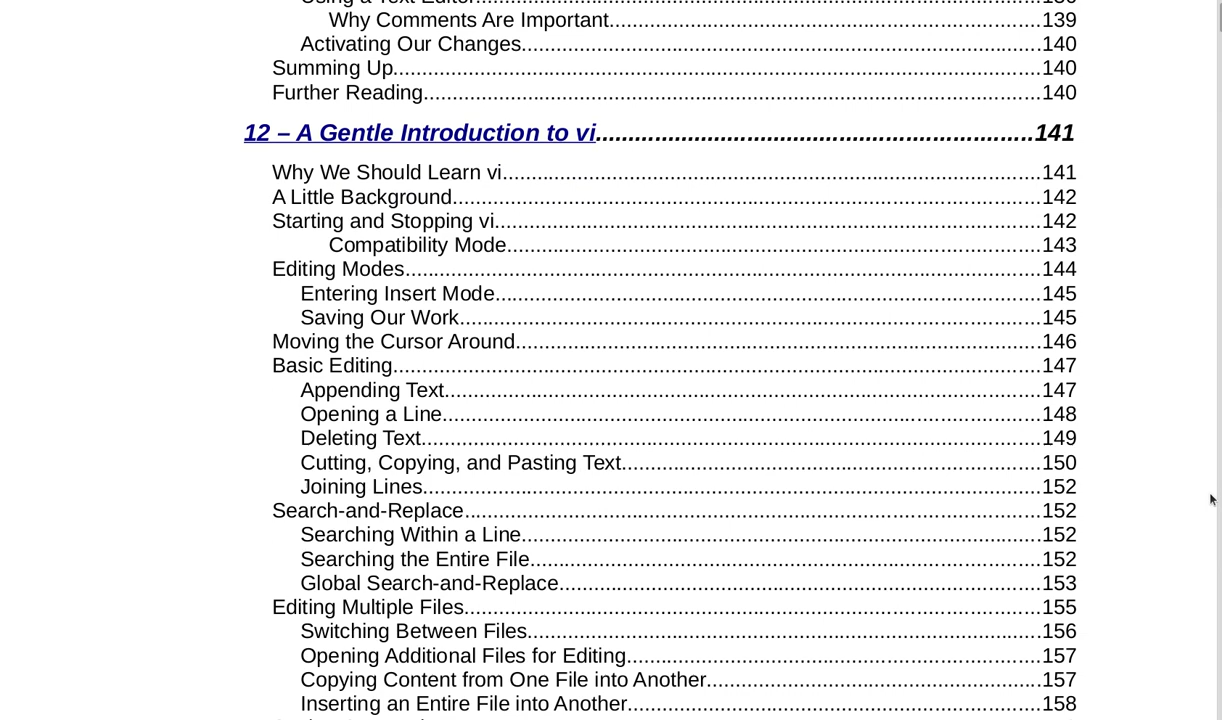 Why Comments Are Important....................................................................139
Activating Our Changes.......................................................................................140
Summing Up.............................................................................................................140
Further Reading........................................................................................................140
12 – A Gentle Introduction to vi.........................................................141
Why We Should Learn vi...........................................................................................141
A Little Background...................................................................................................142
Starting and Stopping vi............................................................................................142
Compatibility Mode.........................................................................................143
Editing Modes...........................................................................................................144
Entering Insert Mode...........................................................................................145
Saving Our Work.................................................................................................145
Moving the Cursor Around........................................................................................146
Basic Editing.............................................................................................................147
Appending Text....................................................................................................147
Opening a Line....................................................................................................148
Deleting Text........................................................................................................149
Cutting, Copying, and Pasting Text......................................................................150
Joining Lines........................................................................................................152
Search-and-Replace.................................................................................................152
Searching Within a Line.......................................................................................152
Searching the Entire File.....................................................................................152
Global Search-and-Replace................................................................................153
Editing Multiple Files.................................................................................................155
Switching Between Files.....................................................................................156
Opening Additional Files for Editing.....................................................................157
Copying Content from One File into Another.......................................................157
Inserting an Entire File into Another.....................................................................158